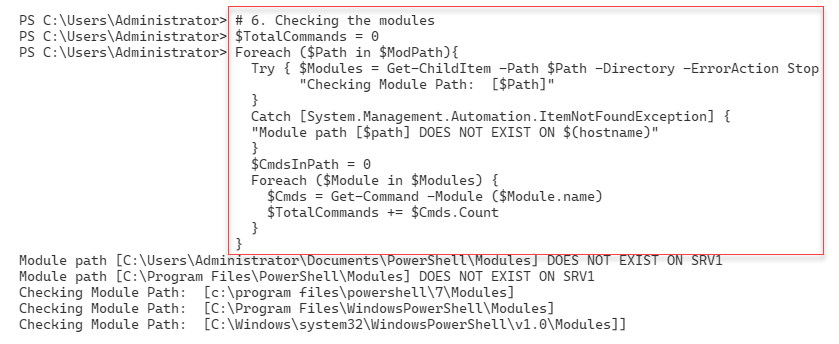 PS C:\Users\Administrator> # 6. Checking the modules
PS C:\Users\Administrator> $TotalCommands = 0
PS C:\Users\Administrator> Foreach ($Path in $ModPath){
  Try { $Modules = Get-ChildItem -Path $Path -Directory -ErrorAction Stop
        "Checking Module Path:  [$Path]"
  }
  Catch [System.Management.Automation.ItemNotFoundException] {
  "Module path [$path] DOES NOT EXIST ON $(hostname)"
  }
  $CmdsInPath = 0
  Foreach ($Module in $Modules) {
    $Cmds = Get-Command -Module ($Module.name)
    $TotalCommands += $Cmds.Count
  }
}
Module path [C:\Users\Administrator\Documents\PowerShell\Modules] DOES NOT EXIST ON SRV1
Module path [C:\Program Files\PowerShell\Modules] DOES NOT EXIST ON SRV1
Checking Module Path:  [c:\program files\powershell\7\Modules]
Checking Module Path:  [C:\Program Files\WindowsPowerShell\Modules]
Checking Module Path:  [C:\Windows\system32\WindowsPowerShell\v1.0\Modules]]